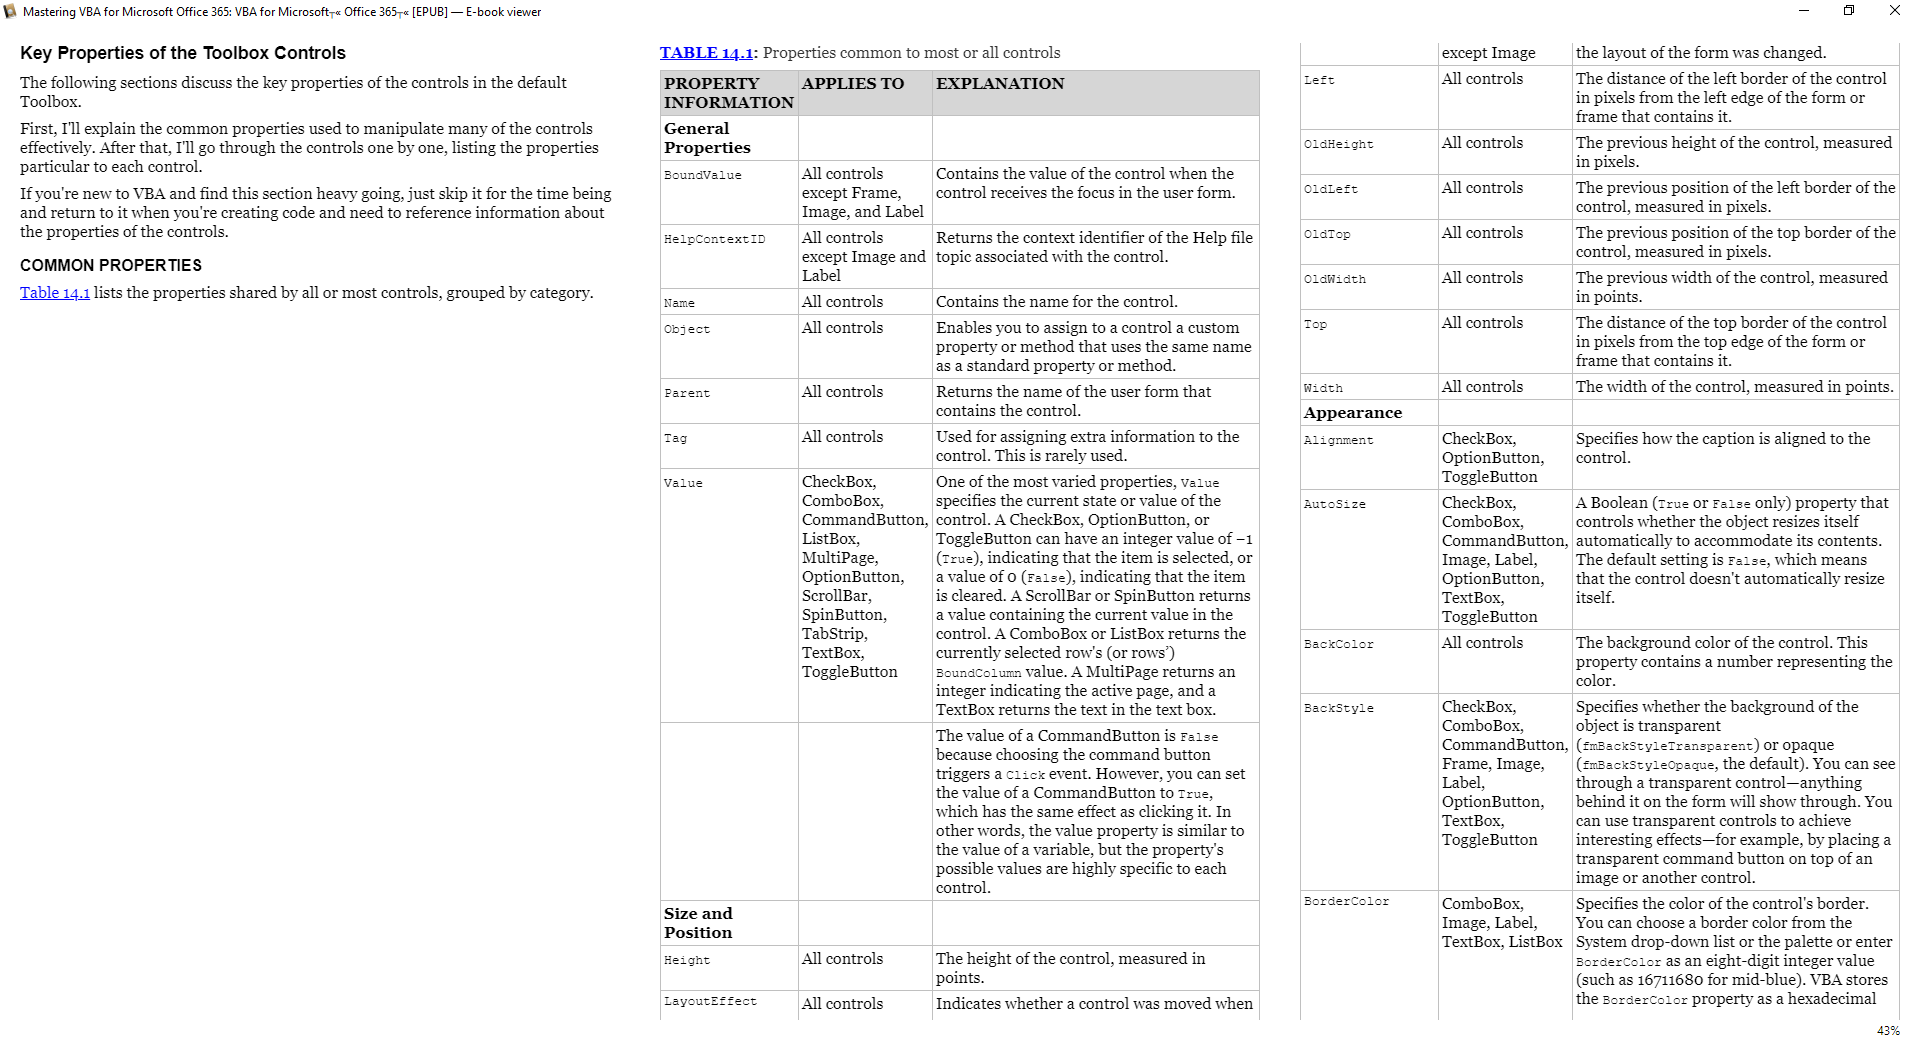 Mastering VBA for Microsoft Office 365: VBA for Microsoft┬« Office 365┬« [EPUB] — E-book viewer
Key Properties of the Toolbox Controls
The following sections discuss the key properties of the controls in the default
Toolbox.
First, I'll explain the common properties used to manipulate many of the controls
effectively. After that, I'll go through the controls one by one, listing the properties
particular to each control.
If you're new to VBA and find this section heavy going, just skip it for the time being
and return to it when you're creating code and need to reference information about
the properties of the controls.
COMMON PROPERTIES
Table 14.1 lists the properties shared by all or most controls, grouped by category.
TABLE 14.1: Properties common to most or all controls
PROPERTY
INFORMATION
APPLIES TO
EXPLANATION
General
Properties
BoundValue
All controls
except Frame,
Image, and Label
Contains the value of the control when the
control receives the focus in the user form.
HelpContextID
All controls
except Image and
Label
Returns the context identifier of the Help file
topic associated with the control.
Name
All controls
Contains the name for the control.
Object
All controls
Enables you to assign to a control a custom
property or method that uses the same name
as a standard property or method.
Parent
All controls
Returns the name of the user form that
contains the control.
Tag
All controls
Used for assigning extra information to the
control. This is rarely used.
Value
CheckBox,
ComboBox,
CommandButton,
ListBox,
MultiPage,
OptionButton,
ScrollBar,
SpinButton,
TabStrip,
TextBox,
ToggleButton
One of the most varied properties, Value
specifies the current state or value of the
control. A CheckBox, OptionButton, or
ToggleButton can have an integer value of −1
(True), indicating that the item is selected, or
a value of 0 (False), indicating that the item
is cleared. A ScrollBar or SpinButton returns
a value containing the current value in the
control. A ComboBox or ListBox returns the
currently selected row's (or rows’)
BoundColumn value. A MultiPage returns an
integer indicating the active page, and a
TextBox returns the text in the text box.
The value of a CommandButton is False
because choosing the command button
triggers a Click event. However, you can set
the value of a CommandButton to True,
which has the same effect as clicking it. In
other words, the value property is similar to
the value of a variable, but the property's
possible values are highly specific to each
control.
Size and
Position
Height
All controls
The height of the control, measured in
points.
LayoutEffect
All controls
Indicates whether a control was moved when
except Image
the layout of the form was changed.
Left
All controls
The distance of the left border of the control
in pixels from the left edge of the form or
frame that contains it.
OldHeight
All controls
The previous height of the control, measured
in pixels.
OldLeft
All controls
The previous position of the left border of the
control, measured in pixels.
OldTop
All controls
The previous position of the top border of the
control, measured in pixels.
OldWidth
All controls
The previous width of the control, measured
in points.
Top
All controls
The distance of the top border of the control
in pixels from the top edge of the form or
frame that contains it.
Width
All controls
The width of the control, measured in points.
Appearance
Alignment
CheckBox,
OptionButton,
ToggleButton
Specifies how the caption is aligned to the
control.
AutoSize
CheckBox,
ComboBox,
CommandButton,
Image, Label,
OptionButton,
TextBox,
ToggleButton
A Boolean (True or False only) property that
controls whether the object resizes itself
automatically to accommodate its contents.
The default setting is False, which means
that the control doesn't automatically resize
itself.
BackColor
All controls
The background color of the control. This
property contains a number representing the
color.
BackStyle
CheckBox,
ComboBox,
CommandButton,
Frame, Image,
Label,
OptionButton,
TextBox,
ToggleButton
Specifies whether the background of the
object is transparent
(fmBackStyleTransparent) or opaque
(fmBackStyleOpaque, the default). You can see
through a transparent control—anything
behind it on the form will show through. You
can use transparent controls to achieve
interesting effects—for example, by placing a
transparent command button on top of an
image or another control.
BorderColor
ComboBox,
Image, Label,
TextBox, ListBox
Specifies the color of the control's border.
You can choose a border color from the
System drop-down list or the palette or enter
BorderColor as an eight-digit integer value
(such as 16711680 for mid-blue). VBA stores
the BorderColor property as a hexadecimal
43%